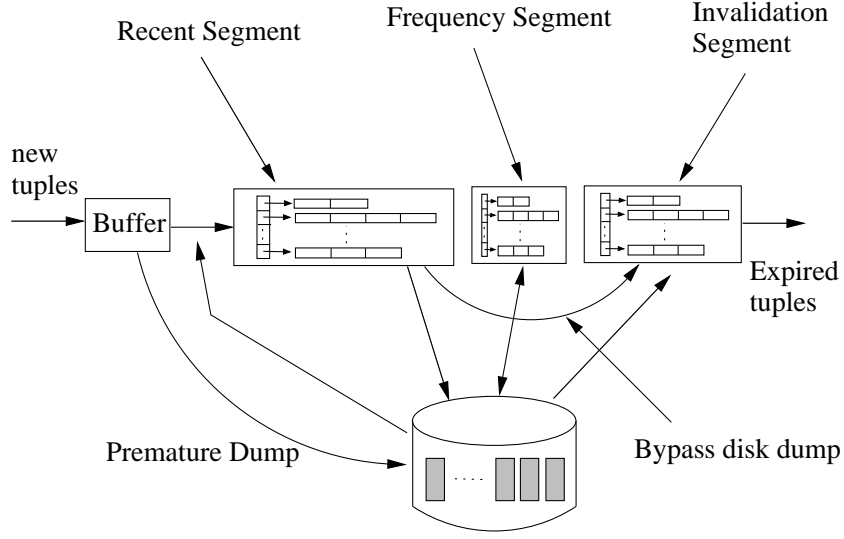 Recent Segment
Frequency Segment
Invalidation
Segment
new
tuples
Buffer
Expired
tuples
Premature Dump
Bypass disk dump